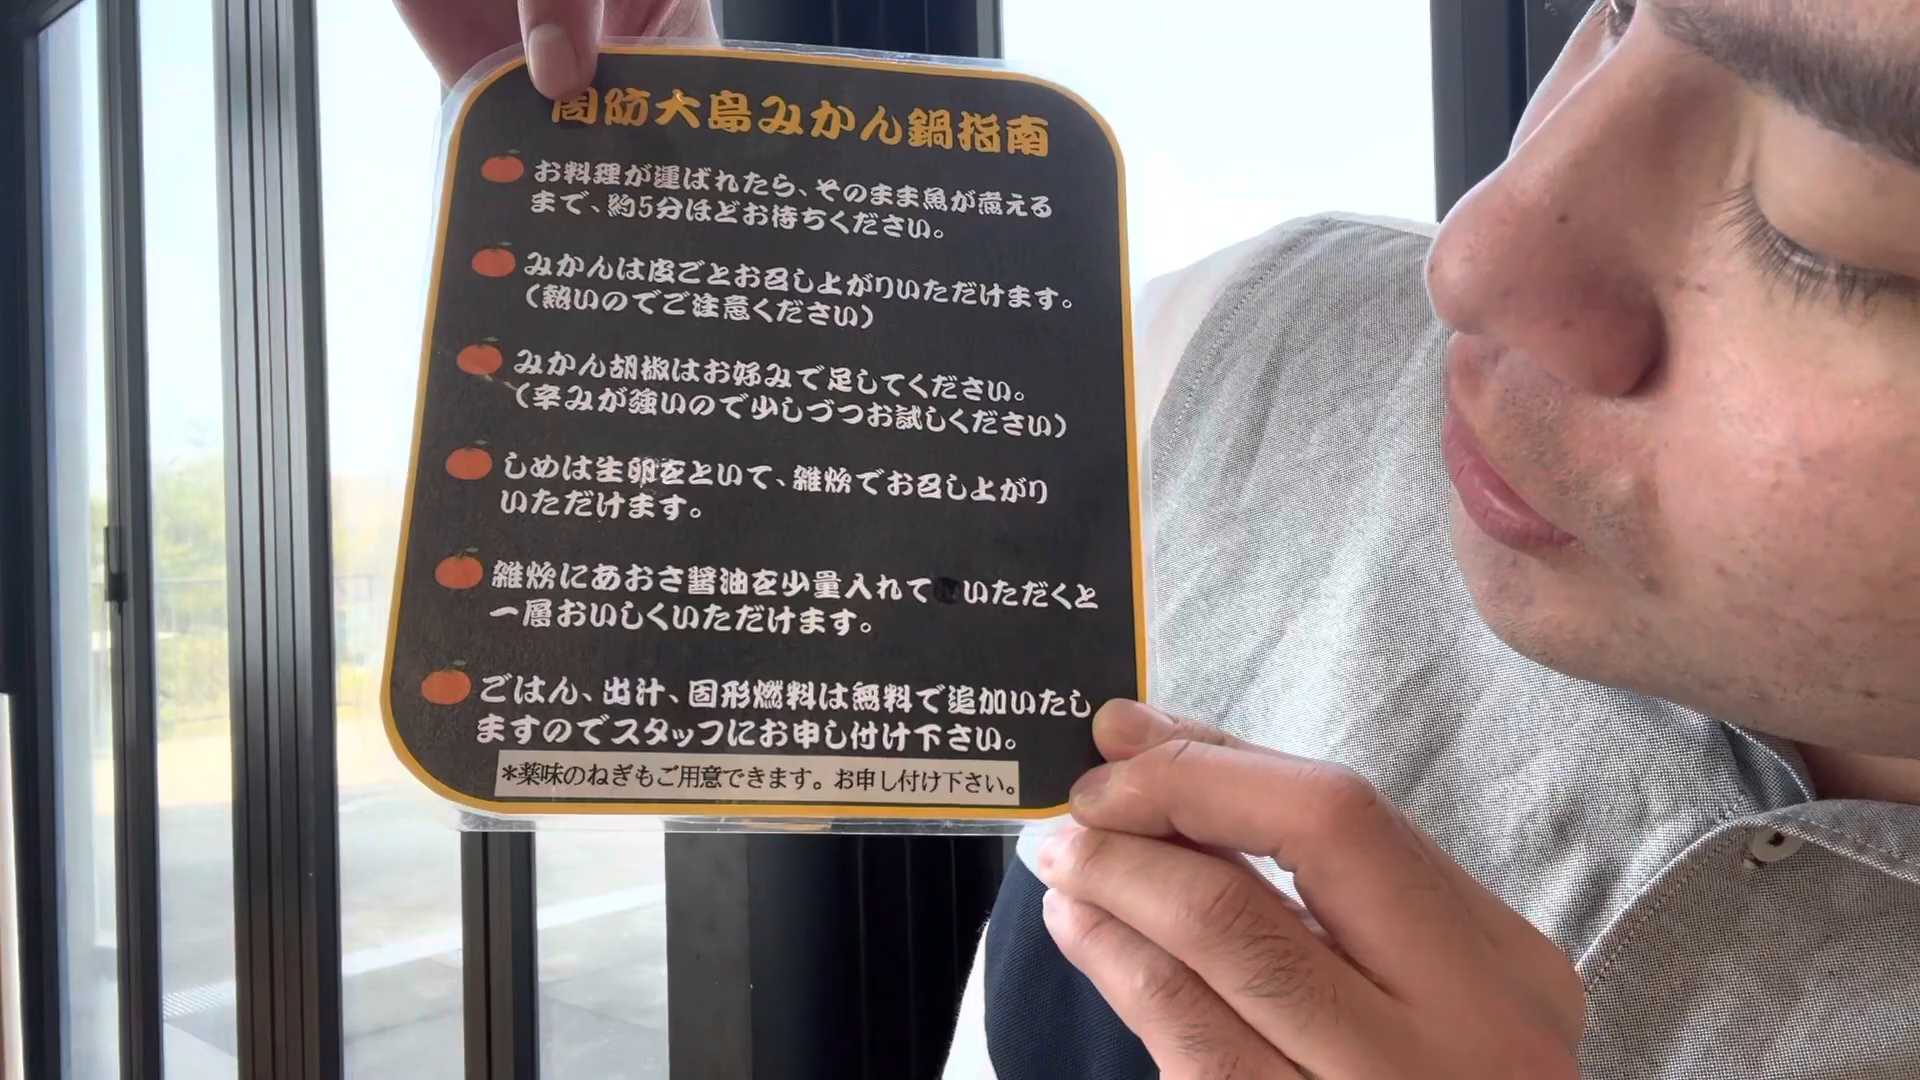 周防大島みかん鍋指南
お料理が運ばれたら、そのまま魚が煮える
まで、約5分ほどお待ちください。
みかんは皮ごとお召し上がりいただけます。
（熱いのでご注意ください）
みかん胡椒はお好みで足してください。
（辛みが強いので少しづつお試しください）
しめは生卵をといて、雑炊でお召し上がり
いただけます。
雑炊にあおさ醤油を少量入れて いただくと
一層おいしくいただけます。
ごはん、出汁、固形燃料は無料で追加いたし
ますのでスタッフにお申し付け下さい。
*薬味のねぎもご用意できます。お申し付け下さい。